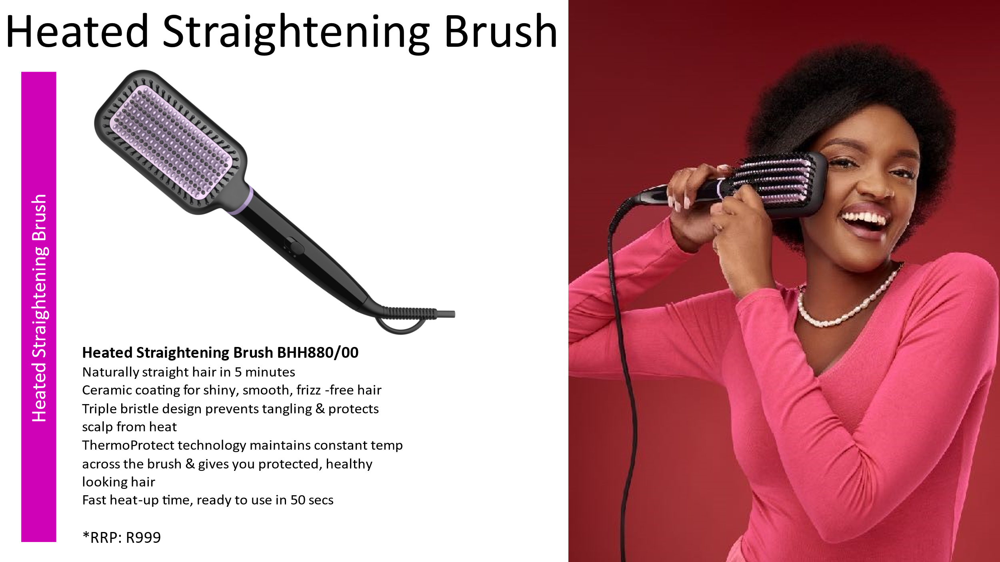 Heated Straightening Brush
Heated Straightening Brush
Heated Straightening Brush BHH880/00
Naturally straight hair in 5 minutes
Ceramic coating for shiny, smooth, frizz -free hair
Triple bristle design prevents tangling & protects
scalp from heat
ThermoProtect technology maintains constant temp
across the brush & gives you protected, healthy
looking hair
Fast heat-up time, ready to use in 50 secs
*RRP: R999